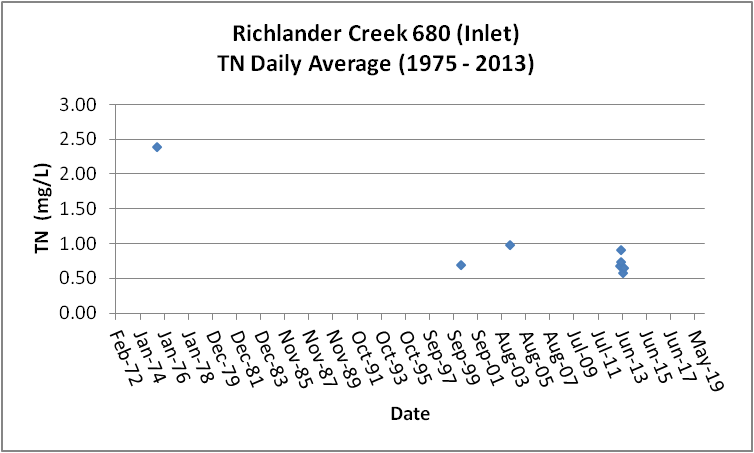 Richlander Creek 680 (Inlet)
TN Daily Average (1975 - 2013)
3.00
2.50
2.00
1.50
1.00
0.50
0.00
TN (mg/L)
Feb-72
Jan-74
Jan-76
Jan-78
Dec-79
Dec-81
Dec-83
Nov-85
Nov-87
Nov-89
Oct-91
Oct-93
Oct-95
Sep-97
Sep-99
Sep-01
Aug-03
Aug-05
Aug-07
Jul-09
Jul-11
Jun-13
Jun-15
Jun-17
May-19
Date